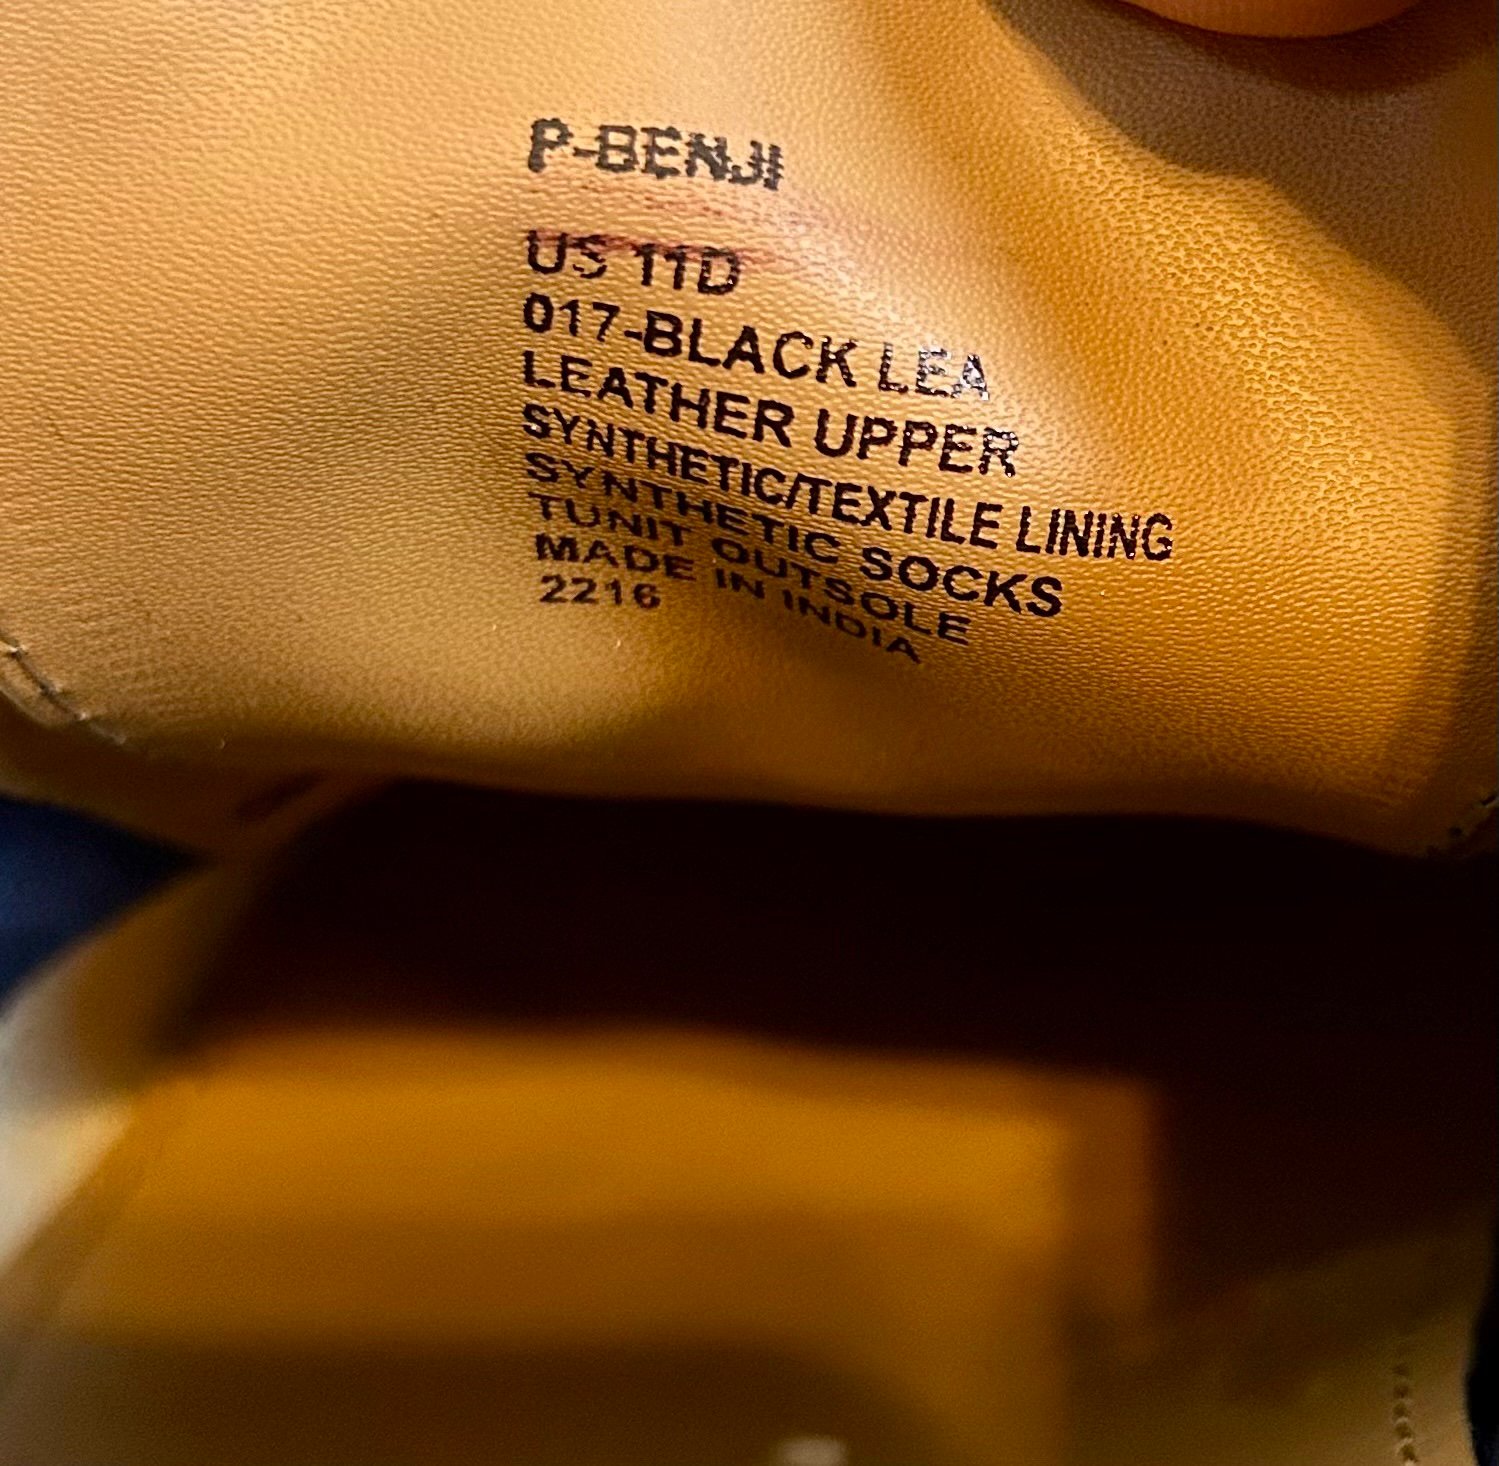 P-BENJI
US 11D
017-BLACK LEA
LEATHER UPPER
SYNTHETIC/TEXTILE LINING
SYNTHETIC SOCKS
TUNIT OUTSOLE
MADE IN INDIA
2216